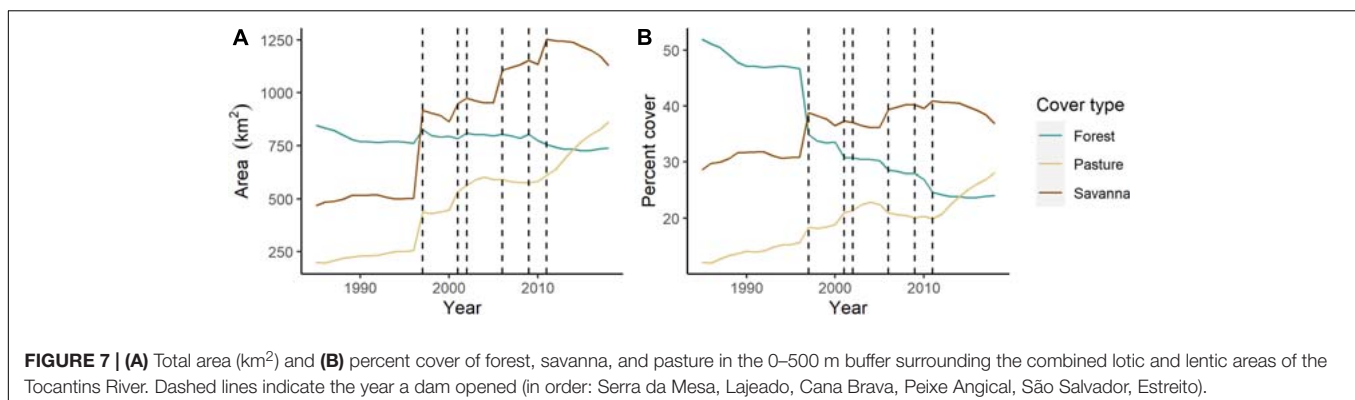 A
1250
1000
750
500
250
Area (km²)
1990
2000
2010
Year
B
50
40
30
20
Percent cover
1990
2000
2010
Year
Cover type
Forest
Pasture
Savanna
FIGURE 7 | (A) Total area (km²) and (B) percent cover of forest, savanna, and pasture in the 0–500 m buffer surrounding the combined lotic and lentic areas of the
Tocantins River. Dashed lines indicate the year a dam opened (in order: Serra da Mesa, Lajeado, Cana Brava, Peixe Angical, São Salvador, Estreito).